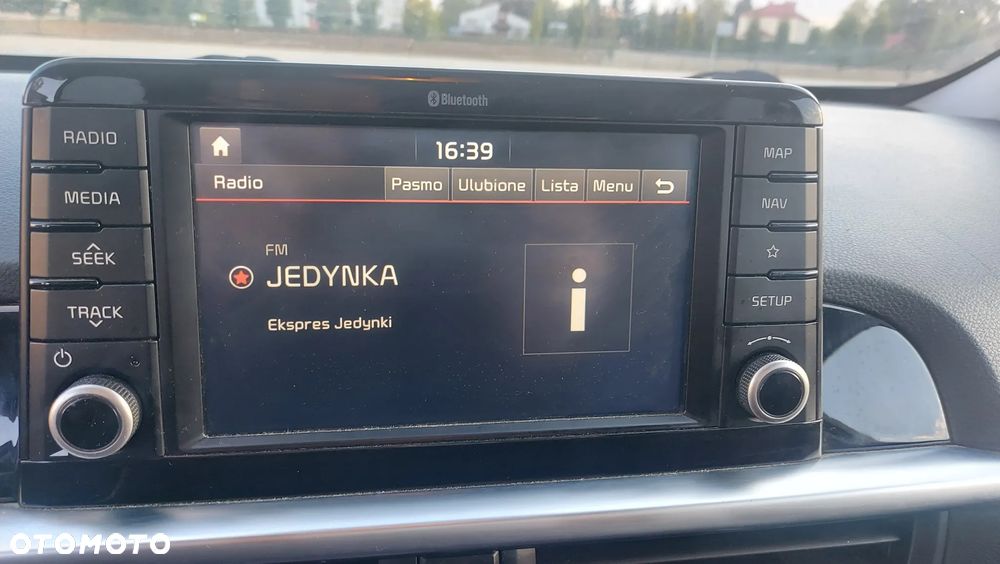 Bluetooth
RADIO
MEDIA
SEEK
TRACK
16:39
Radio Pasmo Ulubione Lista Menu
FM
JEDYNKA
Ekspres Jedynki
i
MAP
NAV
SETUP
OTOMOTO